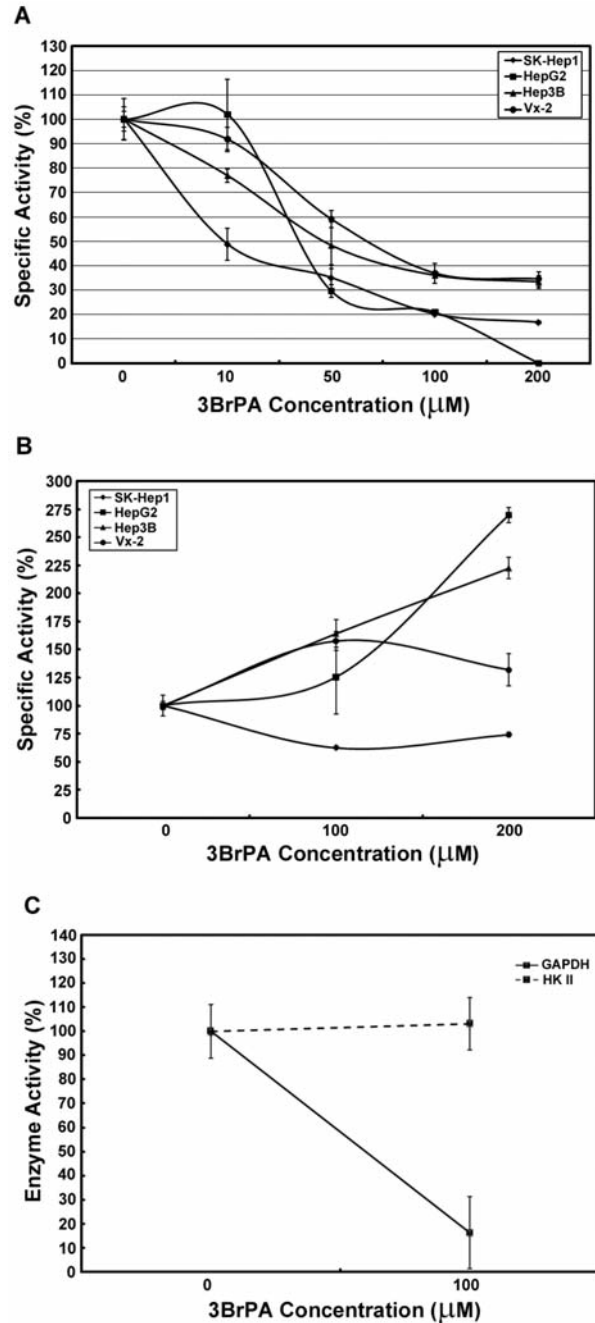 A
130
120
110
100
90
80
70
60
50
40
30
20
10
0
Specific Activity (%)
SK-Hep1
HepG2
Hep3B
Vx-2
0 10 50 100 200
3BrPA Concentration (μM)
B
300
275
250
225
200
175
150
125
100
75
50
25
0
Specific Activity (%)
SK-Hep1
HepG2
Hep3B
Vx-2
0 100 200
3BrPA Concentration (μM)
C
140
130
120
110
100
90
80
70
60
50
40
30
20
10
0
Enzyme Activity (%)
GAPDH
HK II
0 100
3BrPA Concentration (μM)